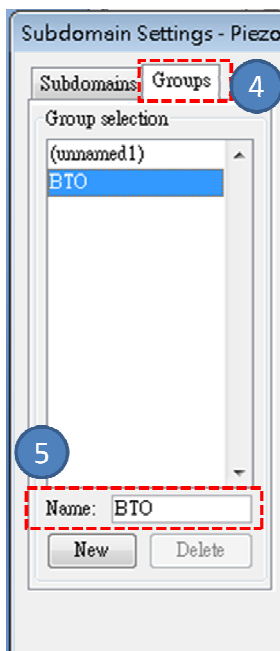 Subdomain Settings - Piezo
Subdomains Groups
4
Group selection
(unnamed1)
BTO
5
Name: BTO
New Delete